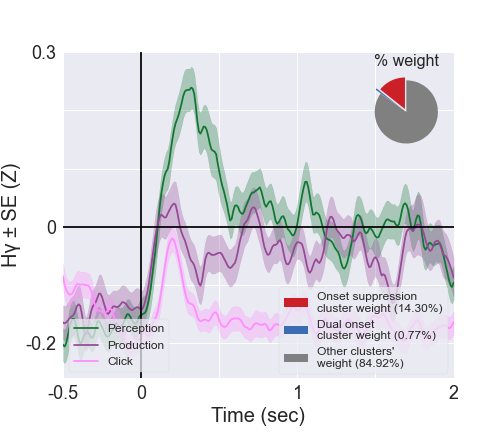 % weight
0.3
0
-0.2
Hγ ± SE (Z)
Perception
Production
Click
Onset suppression
cluster weight (14.30%)
Dual onset
cluster weight (0.77%)
Other clusters'
weight (84.92%)
-0.5
0
1
2
Time (sec)